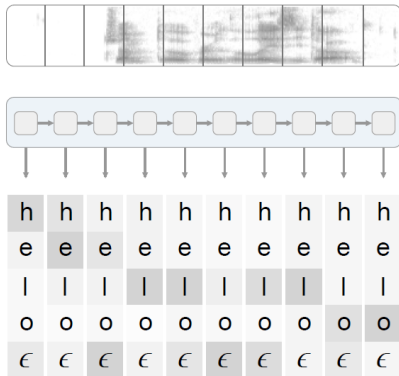 h h h h h h h h h h
e e e e e e e e e e
l l l l l l l l l l
o o o o o o o o o o
ϵ ϵ ϵ ϵ ϵ ϵ ϵ ϵ ϵ ϵ